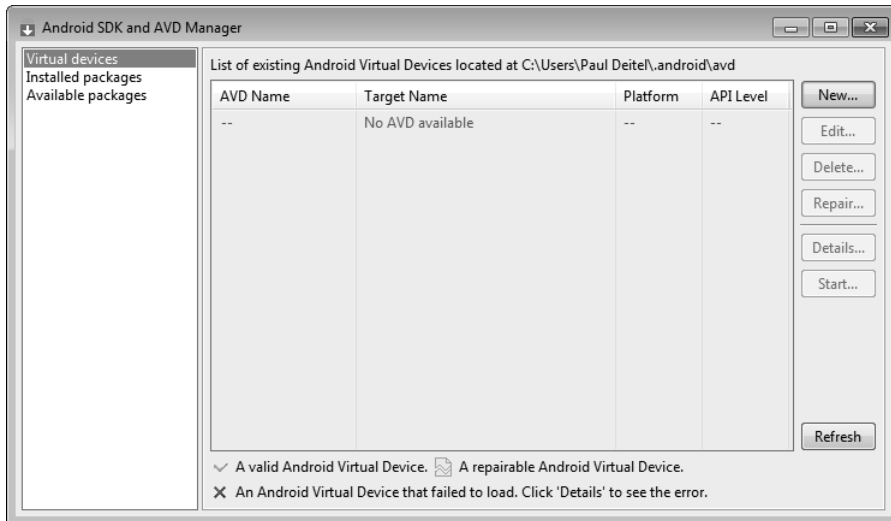 Android SDK and AVD Manager
Virtual devices
Installed packages
Available packages
List of existing Android Virtual Devices located at C:\Users\Paul Deitel\.android\avd
AVD Name Target Name Platform API Level
-- No AVD available -- --
New...
Edit...
Delete...
Repair...
Details...
Start...
Refresh
A valid Android Virtual Device. A repairable Android Virtual Device.
An Android Virtual Device that failed to load. Click 'Details' to see the error.